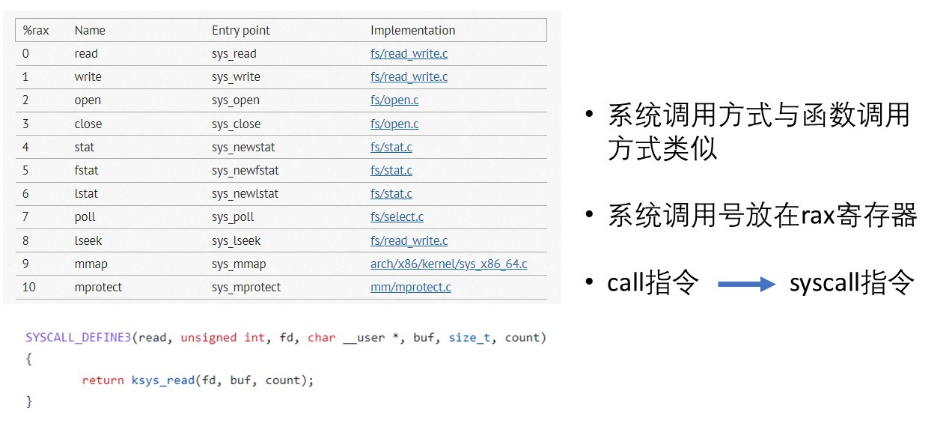 %rax Name Entry point Implementation
0 read sys_read fs/read_write.c
1 write sys_write fs/read_write.c
2 open sys_open fs/open.c
3 close sys_close fs/open.c
4 stat sys_newstat fs/stat.c
5 fstat sys_newfstat fs/stat.c
6 lstat sys_newlstat fs/stat.c
7 poll sys_poll fs/select.c
8 lseek sys_lseek fs/read_write.c
9 mmap sys_mmap arch/x86/kernel/sys_x86_64.c
10 mprotect sys_mprotect mm/mprotect.c
SYSCALL_DEFINE3(read, unsigned int, fd, char __user *, buf, size_t, count)
{
return ksys_read(fd, buf, count);
}
• 系统调用方式与函数调用
方式类似
• 系统调用号放在rax寄存器
• call指令 syscall指令